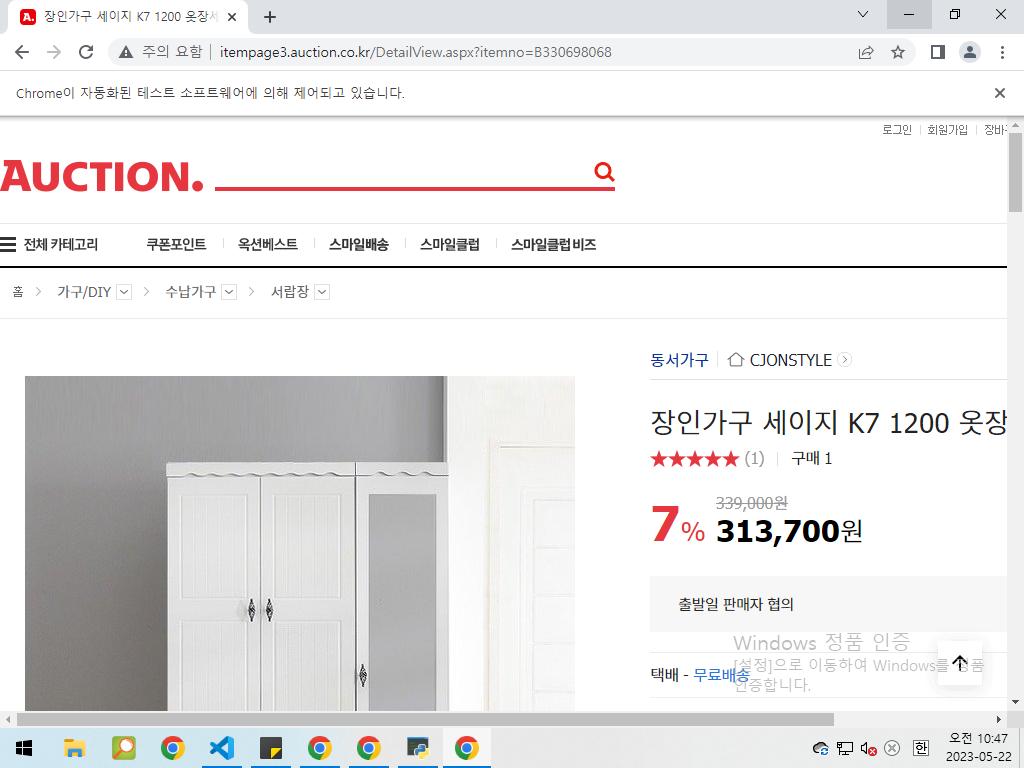 장인가구 세이지 K7 1200 옷장세
주의 요함 itempage3.auction.co.kr/DetailView.aspx?itemno=B330698068
Chrome이 자동화된 테스트 소프트웨어에 의해 제어되고 있습니다.
로그인 회원가입 장바구
AUCTION.
전체 카테고리 쿠폰포인트 옥션베스트 스마일배송 스마일클럽 스마일클럽 비즈
홈 가구/DIY 수납가구 서랍장
동서가구 CJONSTYLE
장인가구 세이지 K7 1200 옷장
(1) 구매 1
339,000원
7% 313,700원
출발일 판매자 협의
Windows 정품 인증
[설정]으로 이동하여 Windows를 정품
인증합니다.
택배 - 무료배송
한
오전 10:47
2023-05-22